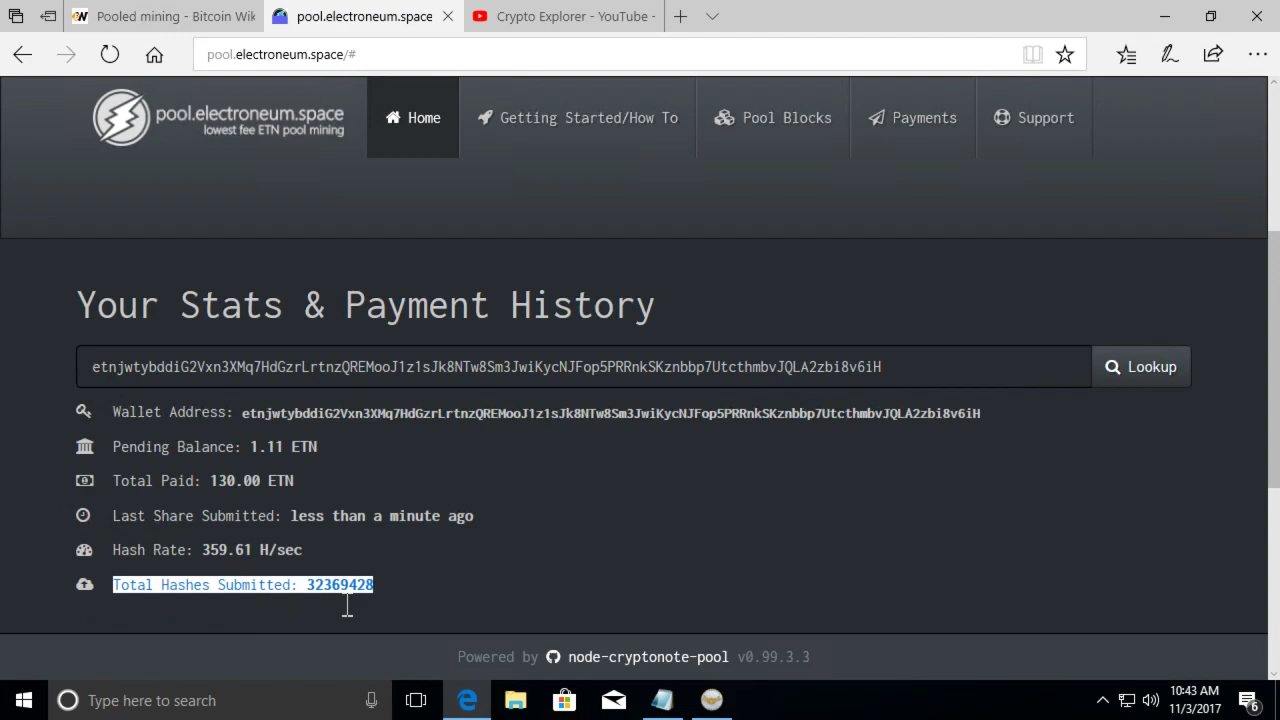 Pooled mining - Bitcoin Wik
pool.electroneum.space
Crypto Explorer - YouTube -
pool.electroneum.space/#
pool.electroneum.space
lowest fee ETN pool mining
Home
Getting Started/How To
Pool Blocks
Payments
Support
Your Stats & Payment History
etnjwtybddiG2Vxn3XMq7HdGzrLrtnzQREMooJ1z1sJk8NTw8Sm3JwiKycNJFop5PRRnkSKznbbp7UtcthmbvJQLA2zbi8v6iH
Lookup
Wallet Address: etnjwtybddiG2Vxn3XMq7HdGzrLrtnzQREMooJ1z1sJk8NTw8Sm3JwiKycNJFop5PRRnkSKznbbp7UtcthmbvJQLA2zbi8v6iH
Pending Balance: 1.11 ETN
Total Paid: 130.00 ETN
Last Share Submitted: less than a minute ago
Hash Rate: 359.61 H/sec
Total Hashes Submitted: 32369428
Powered by node-cryptonote-pool v0.99.3.3
Type here to search
10:43 AM
11/3/2017
6